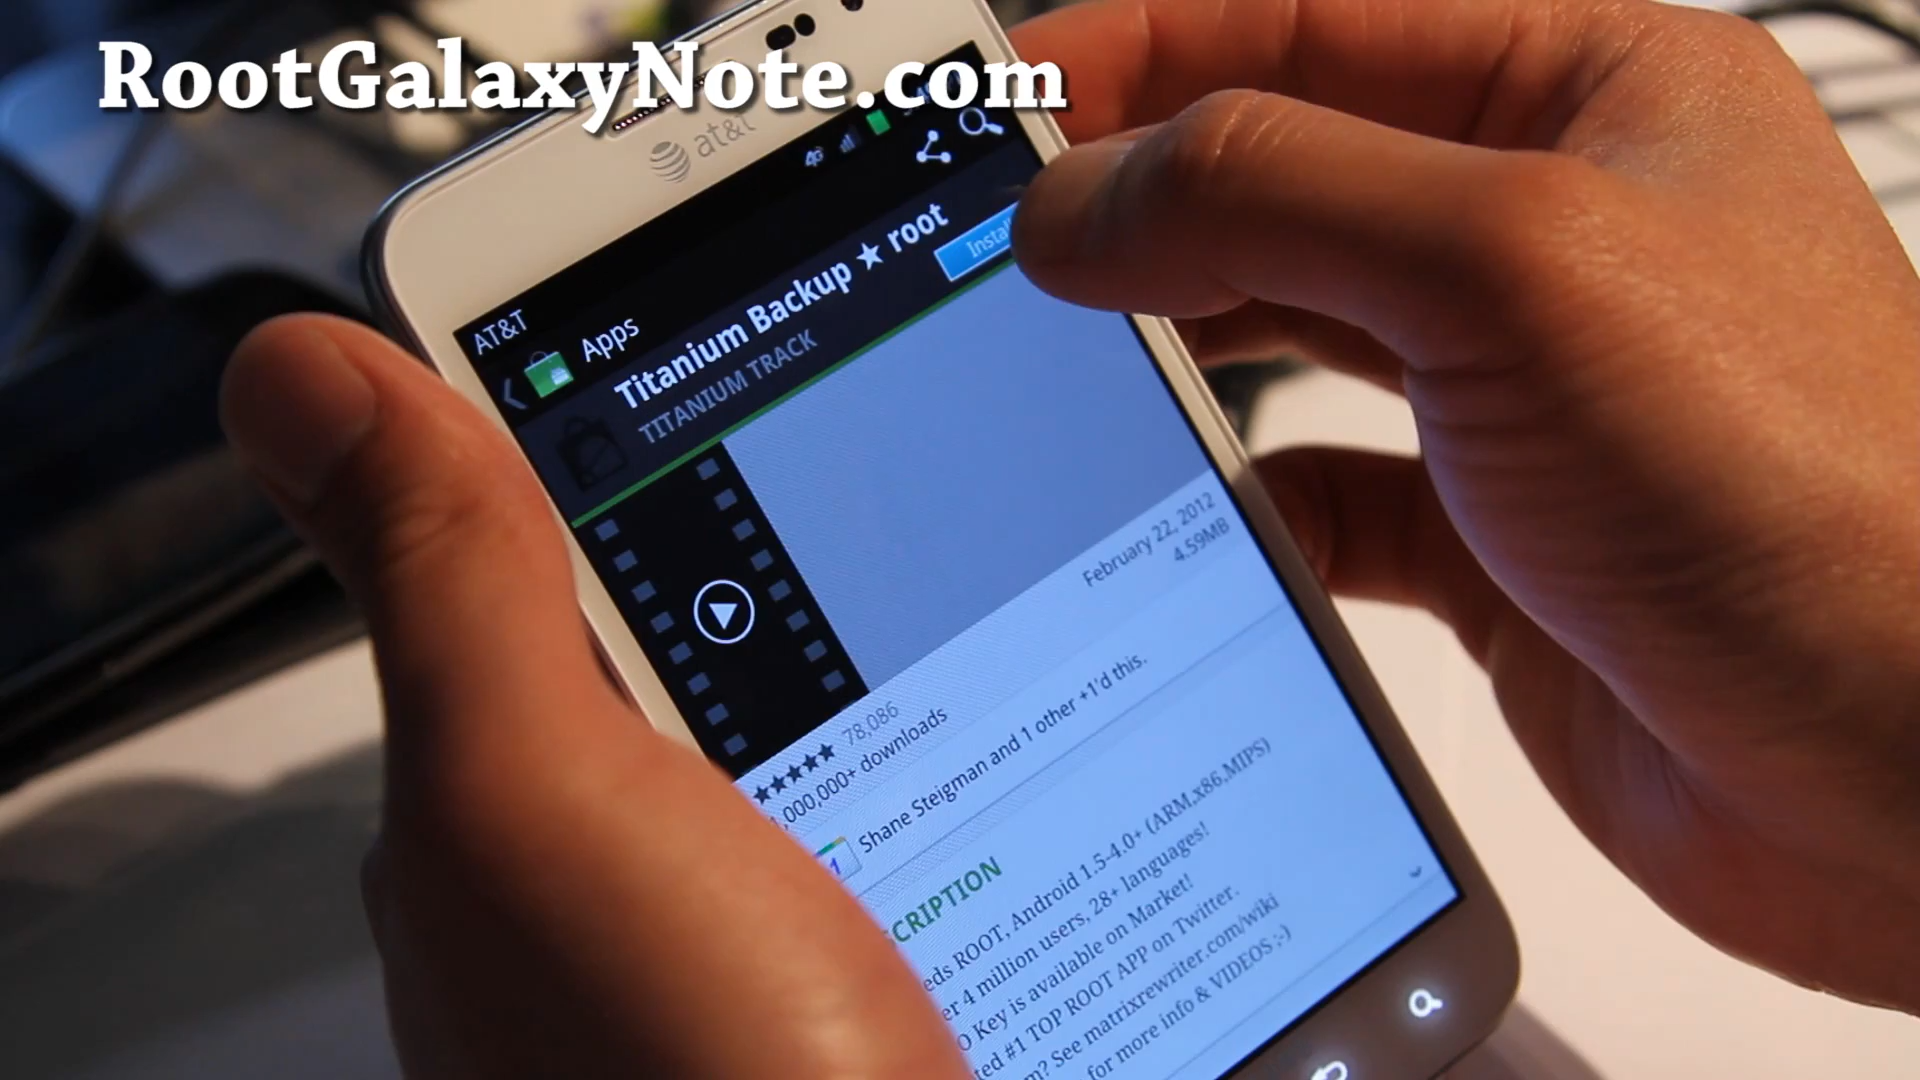 RootGalaxyNote.com
at&t
4G
AT&T
Apps
Titanium Backup ★ root
TITANIUM TRACK
Install
February 22, 2012
4.59MB
78,086
,000,000+ downloads
Shane Steigman and 1 other +1'd this.
CRIPTION
eds ROOT, Android 1.5-4.0+ (ARM,x86,MIPS)
er 4 million users, 28+ languages!
O Key is available on Market!
ted #1 TOP ROOT APP on Twitter.
m? See matrixrewriter.com/wiki
for more info & VIDEOS ;-)